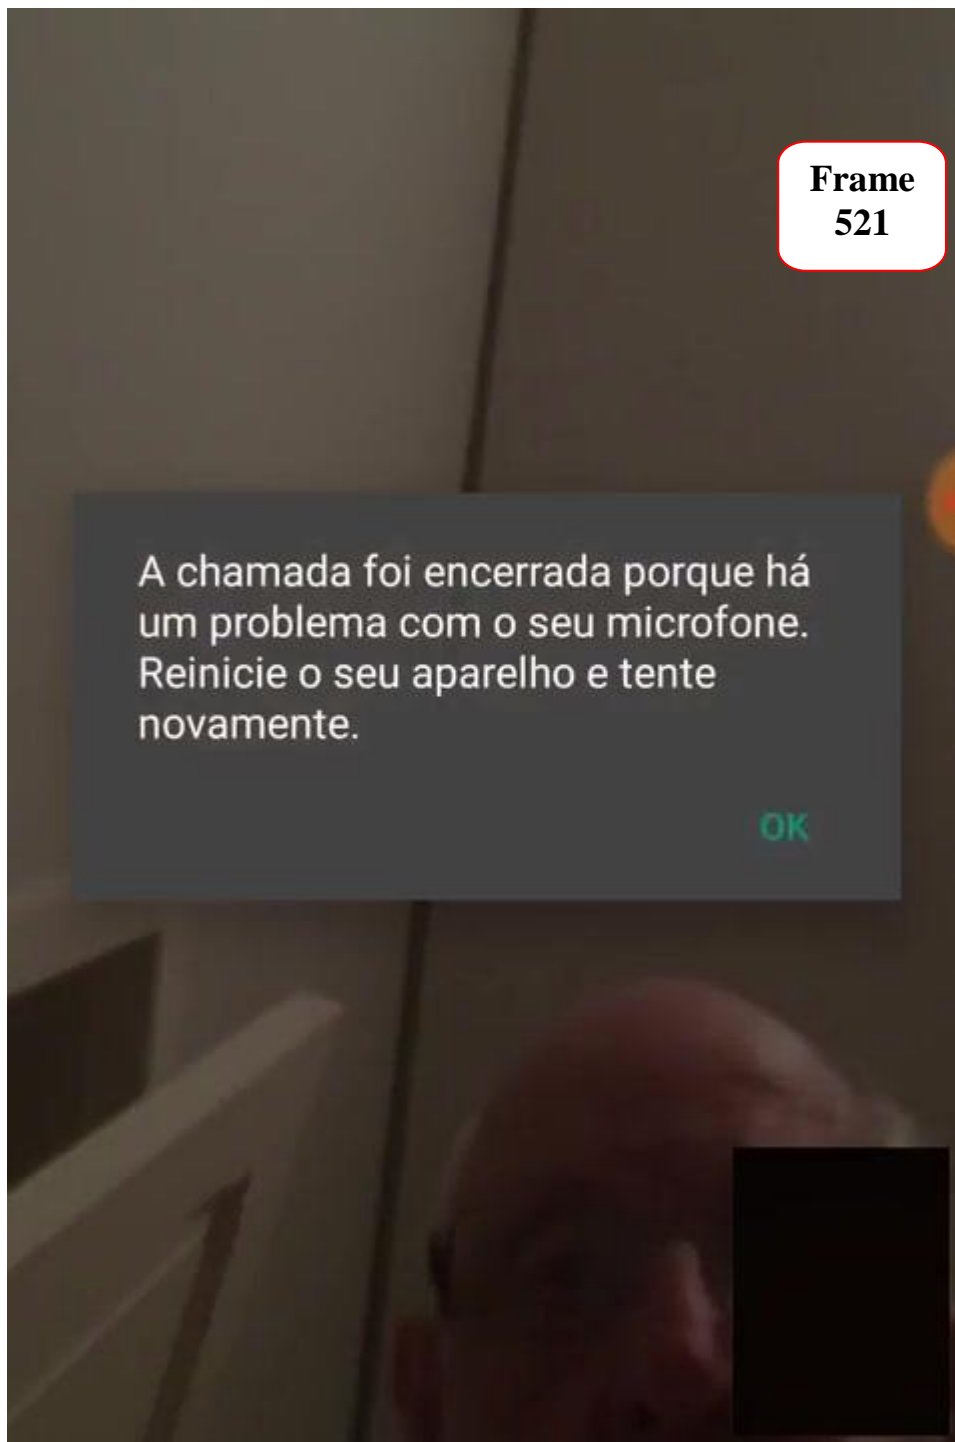 Frame
521
A chamada foi encerrada porque há
um problema com o seu microfone.
Reinicie o seu aparelho e tente
novamente.
OK